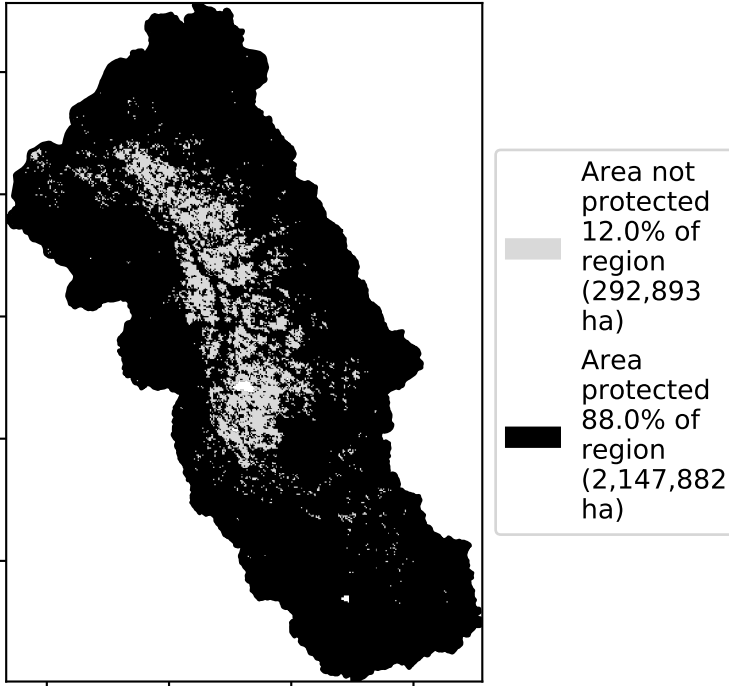 Area not
protected
12.0% of
region
(292,893
ha)
Area
protected
88.0% of
region
(2,147,882
ha)